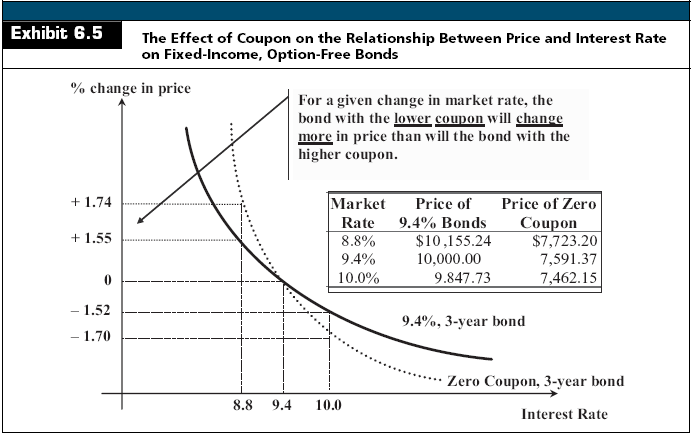 Exhibit 6.5
The Effect of Coupon on the Relationship Between Price and Interest Rate
on Fixed-Income, Option-Free Bonds
% change in price
For a given change in market rate, the
bond with the lower coupon will change
more in price than will the bond with the
higher coupon.
Market Price of Price of Zero
Rate 9.4% Bonds Coupon
8.8% $10,155.24 $7,723.20
9.4% 10,000.00 7,591.37
10.0% 9.847.73 7,462.15
+ 1.74
+ 1.55
0
– 1.52
– 1.70
9.4%, 3-year bond
Zero Coupon, 3-year bond
8.8 9.4 10.0
Interest Rate